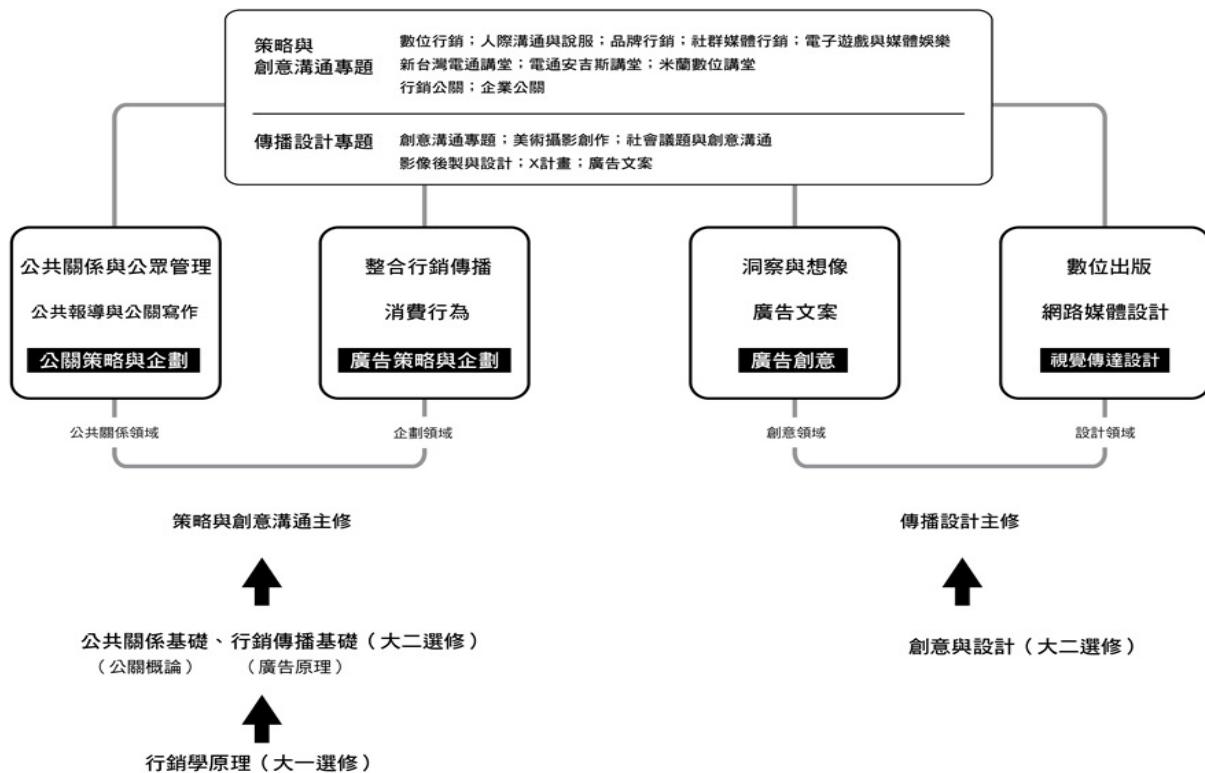 策略與
創意溝通專題
數位行銷；人際溝通與說服；品牌行銷；社群媒體行銷；電子遊戲與媒體娛樂
新台灣電通講堂；電通安吉斯講堂；米蘭數位講堂
行銷公關；企業公關
傳播設計專題
創意溝通專題；美術攝影創作；社會議題與創意溝通
影像後製與設計；X計畫；廣告文案
公共關係與公眾管理
公共報導與公關寫作
公關策略與企劃
公共關係領域
整合行銷傳播
消費行為
廣告策略與企劃
企劃領域
洞察與想像
廣告文案
廣告創意
創意領域
數位出版
網路媒體設計
視覺傳達設計
設計領域
策略與創意溝通主修
傳播設計主修
公共關係基礎、行銷傳播基礎（大二選修）
（公關概論） （廣告原理）
創意與設計（大二選修）
行銷學原理（大一選修）